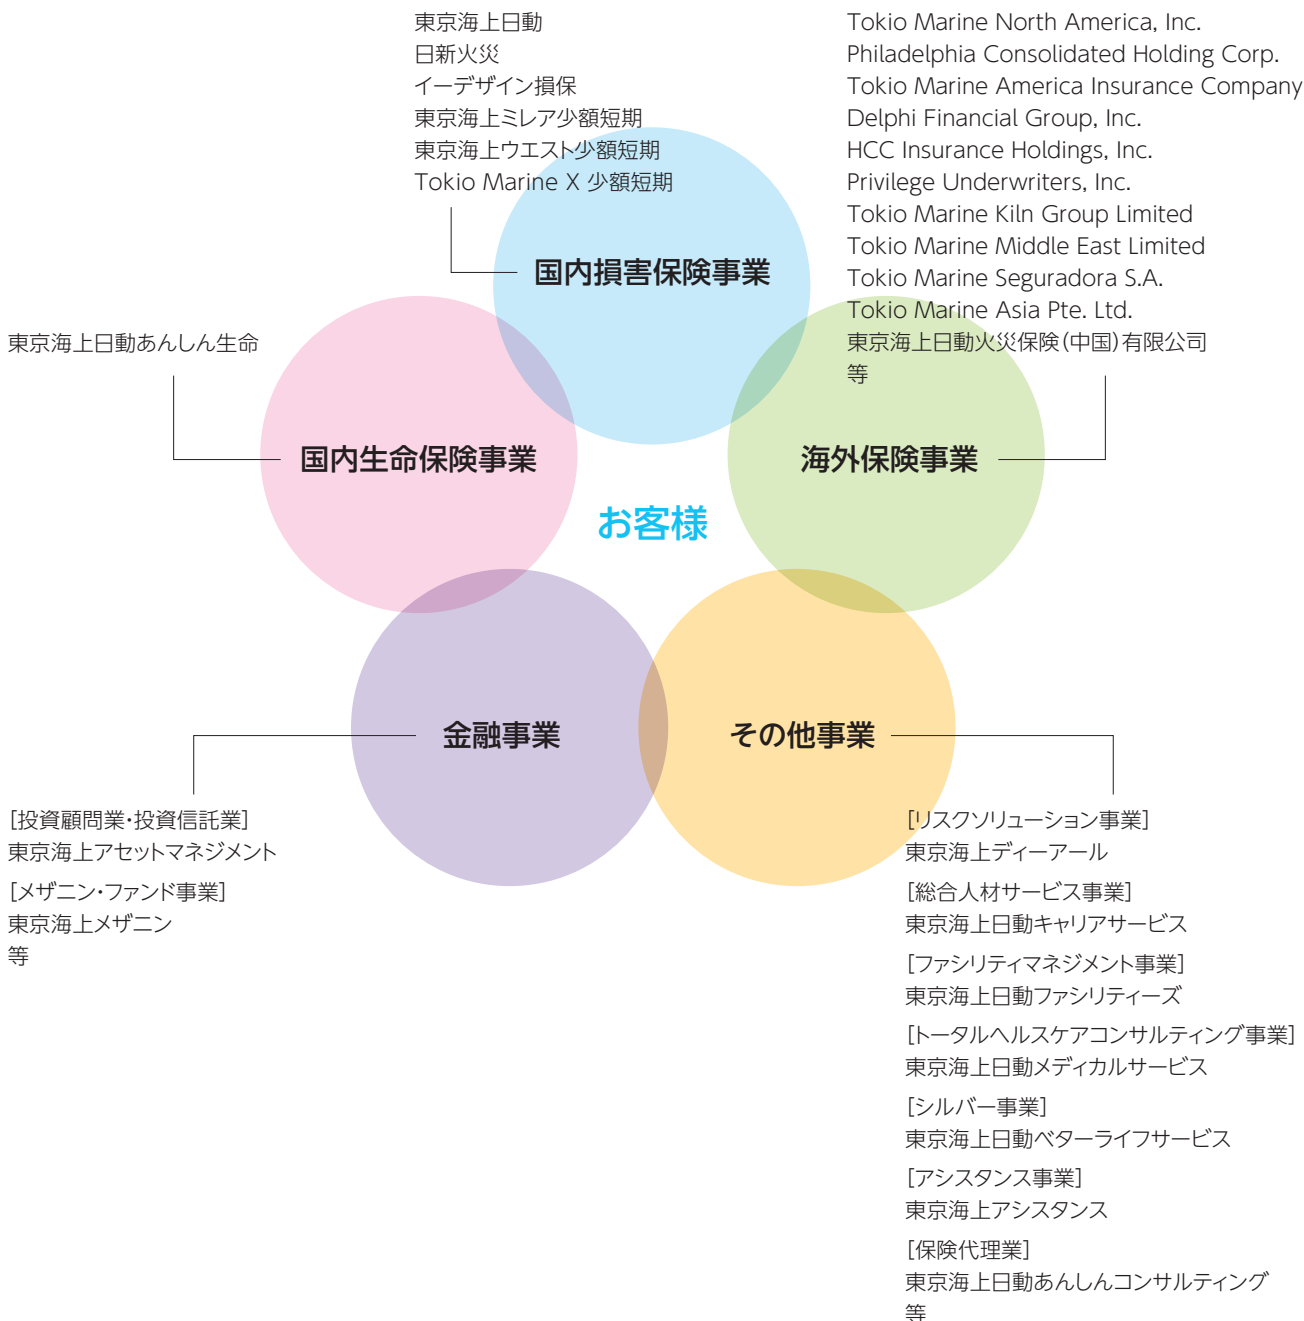 東京海上日動
日新火災
イーデザイン損保
東京海上ミレア少額短期
東京海上ウエスト少額短期
Tokio Marine X 少額短期
国内損害保険事業
Tokio Marine North America, Inc.
Philadelphia Consolidated Holding Corp.
Tokio Marine America Insurance Company
Delphi Financial Group, Inc.
HCC Insurance Holdings, Inc.
Privilege Underwriters, Inc.
Tokio Marine Kiln Group Limited
Tokio Marine Middle East Limited
Tokio Marine Seguradora S.A.
Tokio Marine Asia Pte. Ltd.
東京海上日動火災保険(中国)有限公司
等
海外保険事業
東京海上日動あんしん生命
国内生命保険事業
お客様
金融事業
[投資顧問業・投資信託業]
東京海上アセットマネジメント
[メザニン・ファンド事業]
東京海上メザニン
等
その他事業
[リスクソリューション事業]
東京海上ディーアール
[総合人材サービス事業]
東京海上日動キャリアサービス
[ファシリティマネジメント事業]
東京海上日動ファシリティーズ
[トータルヘルスケアコンサルティング事業]
東京海上日動メディカルサービス
[シルバー事業]
東京海上日動ベターライフサービス
[アシスタンス事業]
東京海上アシスタンス
[保険代理業]
東京海上日動あんしんコンサルティング
等